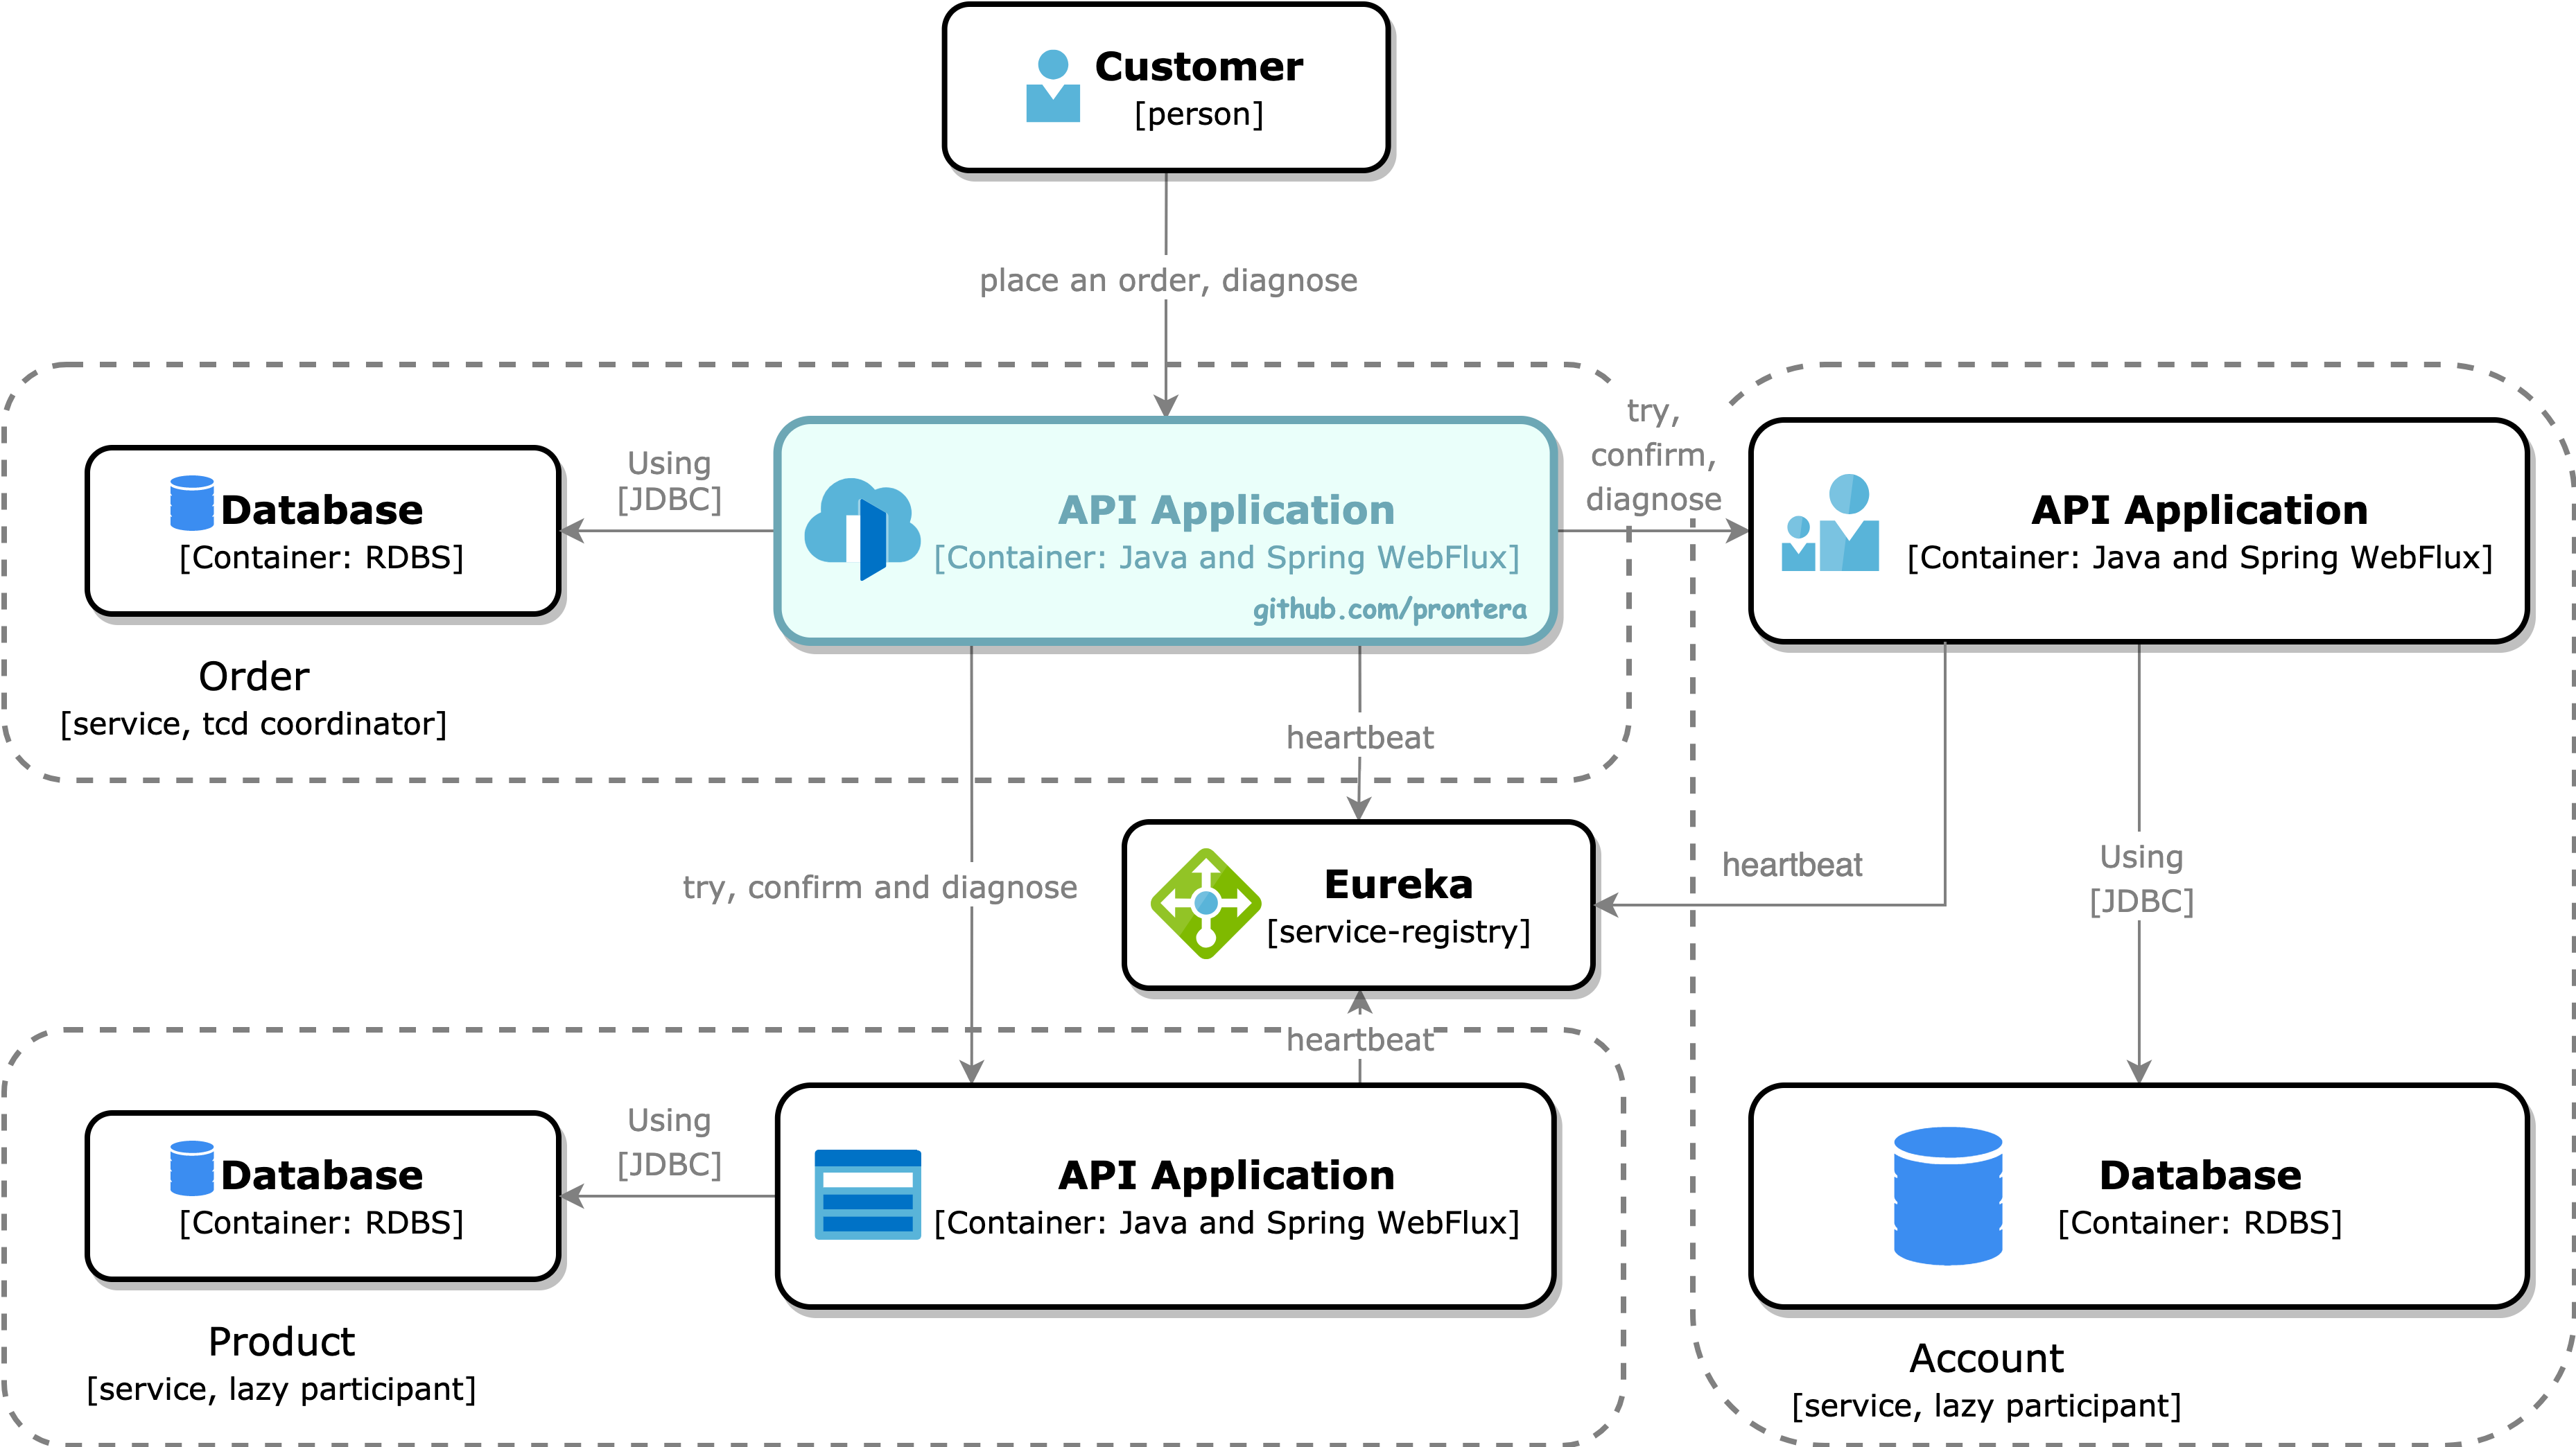 Customer
[person]
place an order, diagnose
Using
[JDBC]
try,
confirm,
diagnose
Database
[Container: RDBS]
API Application
[Container: Java and Spring WebFlux]
github.com/prontera
API Application
[Container: Java and Spring WebFlux]
Order
[service, tcd coordinator]
heartbeat
try, confirm and diagnose
Eureka
[service-registry]
heartbeat
Using
[JDBC]
heartbeat
Using
[JDBC]
Database
[Container: RDBS]
API Application
[Container: Java and Spring WebFlux]
Database
[Container: RDBS]
Product
[service, lazy participant]
Account
[service, lazy participant]